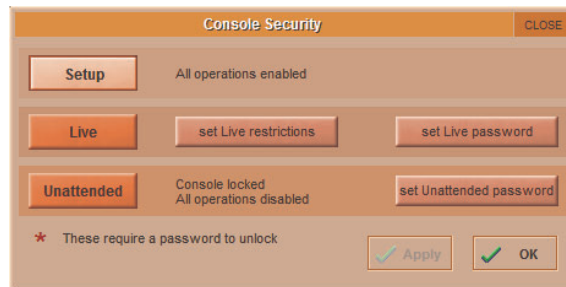 Console Security
CLOSE
Setup
All operations enabled
Live
set Live restrictions
set Live password
Unattended
Console locked
All operations disabled
set Unattended password
* These require a password to unlock
Apply
OK